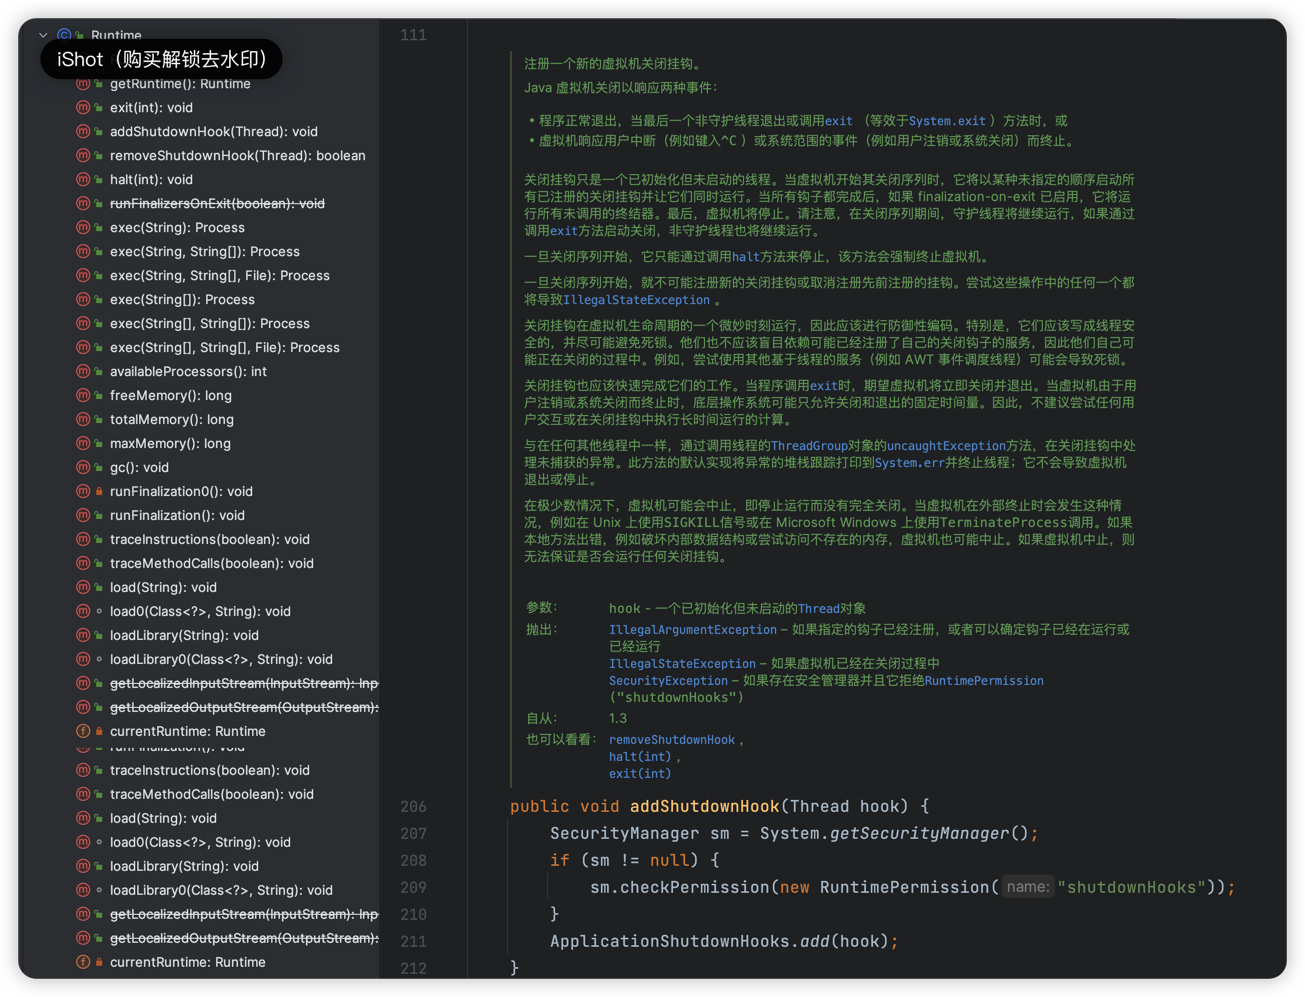 Runtime
iShot（购买解锁去水印）
getRuntime(): Runtime
exit(int): void
addShutdownHook(Thread): void
removeShutdownHook(Thread): boolean
halt(int): void
runFinalizersOnExit(boolean): void
exec(String): Process
exec(String, String[]): Process
exec(String, String[], File): Process
exec(String[]): Process
exec(String[], String[]): Process
exec(String[], String[], File): Process
availableProcessors(): int
freeMemory(): long
totalMemory(): long
maxMemory(): long
gc(): void
runFinalization0(): void
runFinalization(): void
traceInstructions(boolean): void
traceMethodCalls(boolean): void
load(String): void
load0(Class<?>, String): void
loadLibrary(String): void
loadLibrary0(Class<?>, String): void
getLocalizedInputStream(InputStream): Inp
getLocalizedOutputStream(OutputStream):
currentRuntime: Runtime
runFinalization(): void
traceInstructions(boolean): void
traceMethodCalls(boolean): void
load(String): void
load0(Class<?>, String): void
loadLibrary(String): void
loadLibrary0(Class<?>, String): void
getLocalizedInputStream(InputStream): Inp
getLocalizedOutputStream(OutputStream):
currentRuntime: Runtime
111
注册一个新的虚拟机关闭挂钩。
Java 虚拟机关闭以响应两种事件：
• 程序正常退出，当最后一个非守护线程退出或调用exit （等效于System.exit ）方法时，或
• 虚拟机响应用户中断（例如键入^C ）或系统范围的事件（例如用户注销或系统关闭）而终止。
关闭挂钩只是一个已初始化但未启动的线程。当虚拟机开始其关闭序列时，它将以某种未指定的顺序启动所
有已注册的关闭挂钩并让它们同时运行。当所有钩子都完成后，如果 finalization-on-exit 已启用，它将运
行所有未调用的终结器。最后，虚拟机将停止。请注意，在关闭序列期间，守护线程将继续运行，如果通过
调用exit方法启动关闭，非守护线程也将继续运行。
一旦关闭序列开始，它只能通过调用halt方法来停止，该方法会强制终止虚拟机。
一旦关闭序列开始，就不可能注册新的关闭挂钩或取消注册先前注册的挂钩。尝试这些操作中的任何一个都
将导致IllegalStateException 。
关闭挂钩在虚拟机生命周期的一个微妙时刻运行，因此应该进行防御性编码。特别是，它们应该写成线程安
全的，并尽可能避免死锁。他们也不应该盲目依赖可能已经注册了自己的关闭钩子的服务，因此他们自己可
能正在关闭的过程中。例如，尝试使用其他基于线程的服务（例如 AWT 事件调度线程）可能会导致死锁。
关闭挂钩也应该快速完成它们的工作。当程序调用exit时，期望虚拟机将立即关闭并退出。当虚拟机由于用
户注销或系统关闭而终止时，底层操作系统可能只允许关闭和退出的固定时间量。因此，不建议尝试任何用
户交互或在关闭挂钩中执行长时间运行的计算。
与在任何其他线程中一样，通过调用线程的ThreadGroup对象的uncaughtException方法，在关闭挂钩中处
理未捕获的异常。此方法的默认实现将异常的堆栈跟踪打印到System.err并终止线程；它不会导致虚拟机
退出或停止。
在极少数情况下，虚拟机可能会中止，即停止运行而没有完全关闭。当虚拟机在外部终止时会发生这种情
况，例如在 Unix 上使用SIGKILL信号或在 Microsoft Windows 上使用TerminateProcess调用。如果
本地方法出错，例如破坏内部数据结构或尝试访问不存在的内存，虚拟机也可能中止。如果虚拟机中止，则
无法保证是否会运行任何关闭挂钩。
参数： hook - 一个已初始化但未启动的Thread对象
抛出： IllegalArgumentException – 如果指定的钩子已经注册，或者可以确定钩子已经在运行或
已经运行
IllegalStateException – 如果虚拟机已经在关闭过程中
SecurityException – 如果存在安全管理器并且它拒绝RuntimePermission
("shutdownHooks")
自从： 1.3
也可以看看： removeShutdownHook ，
halt(int) ，
exit(int)
206 public void addShutdownHook(Thread hook) {
207 SecurityManager sm = System.getSecurityManager();
208 if (sm != null) {
209 sm.checkPermission(new RuntimePermission( name: "shutdownHooks"));
210 }
211 ApplicationShutdownHooks.add(hook);
212 }